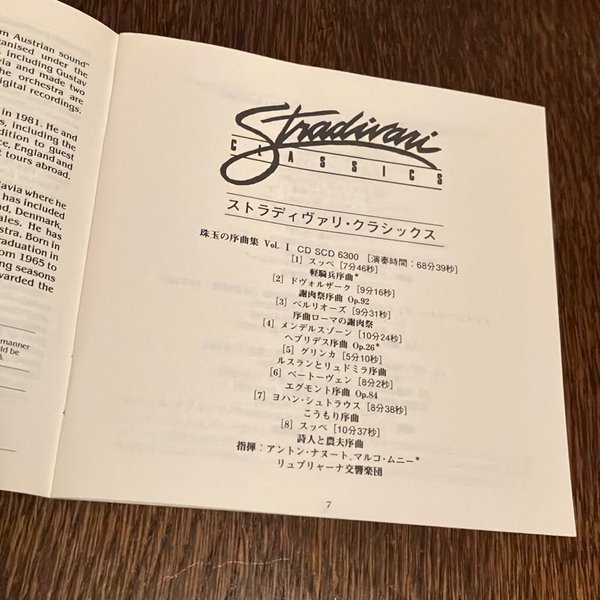 m Austrian sound"
ganised under the
, including Gustav
via and made two
he orchestra are
igital recordings.
in 1981. He and
s, including the
dition to guest
ce, England and
t tours abroad.
lavia where he
has included
nd, Denmark,
ales. He has
stra. Born in
raduation in
om 1965 to
ng seasons
warded the
manner
ld be
Stradivari
CLASSICS
ストラディヴァリ・クラシックス
珠玉の序曲集 Vol. I CD SCD 6300 [演奏時間:68分39秒]
[1] スッペ [7分46秒]
軽騎兵序曲*
[2] ドヴォルザーク [9分16秒]
謝肉祭序曲 Op.92
[3] ベルリオーズ [9分31秒]
序曲ローマの謝肉祭
[4] メンデルスゾーン [10分24秒]
ヘブリデス序曲 Op.26*
[5] グリンカ [5分10秒]
ルスランとリュドミラ序曲
[6] ベートーヴェン [8分2秒]
エグモント序曲 Op.84
[7] ヨハン・シュトラウス [8分38秒]
こうもり序曲
[8] スッペ [10分37秒]
詩人と農夫序曲
指揮:アントン・ナヌート, マルコ・ムニー*
リュブリャーナ交響楽団
7